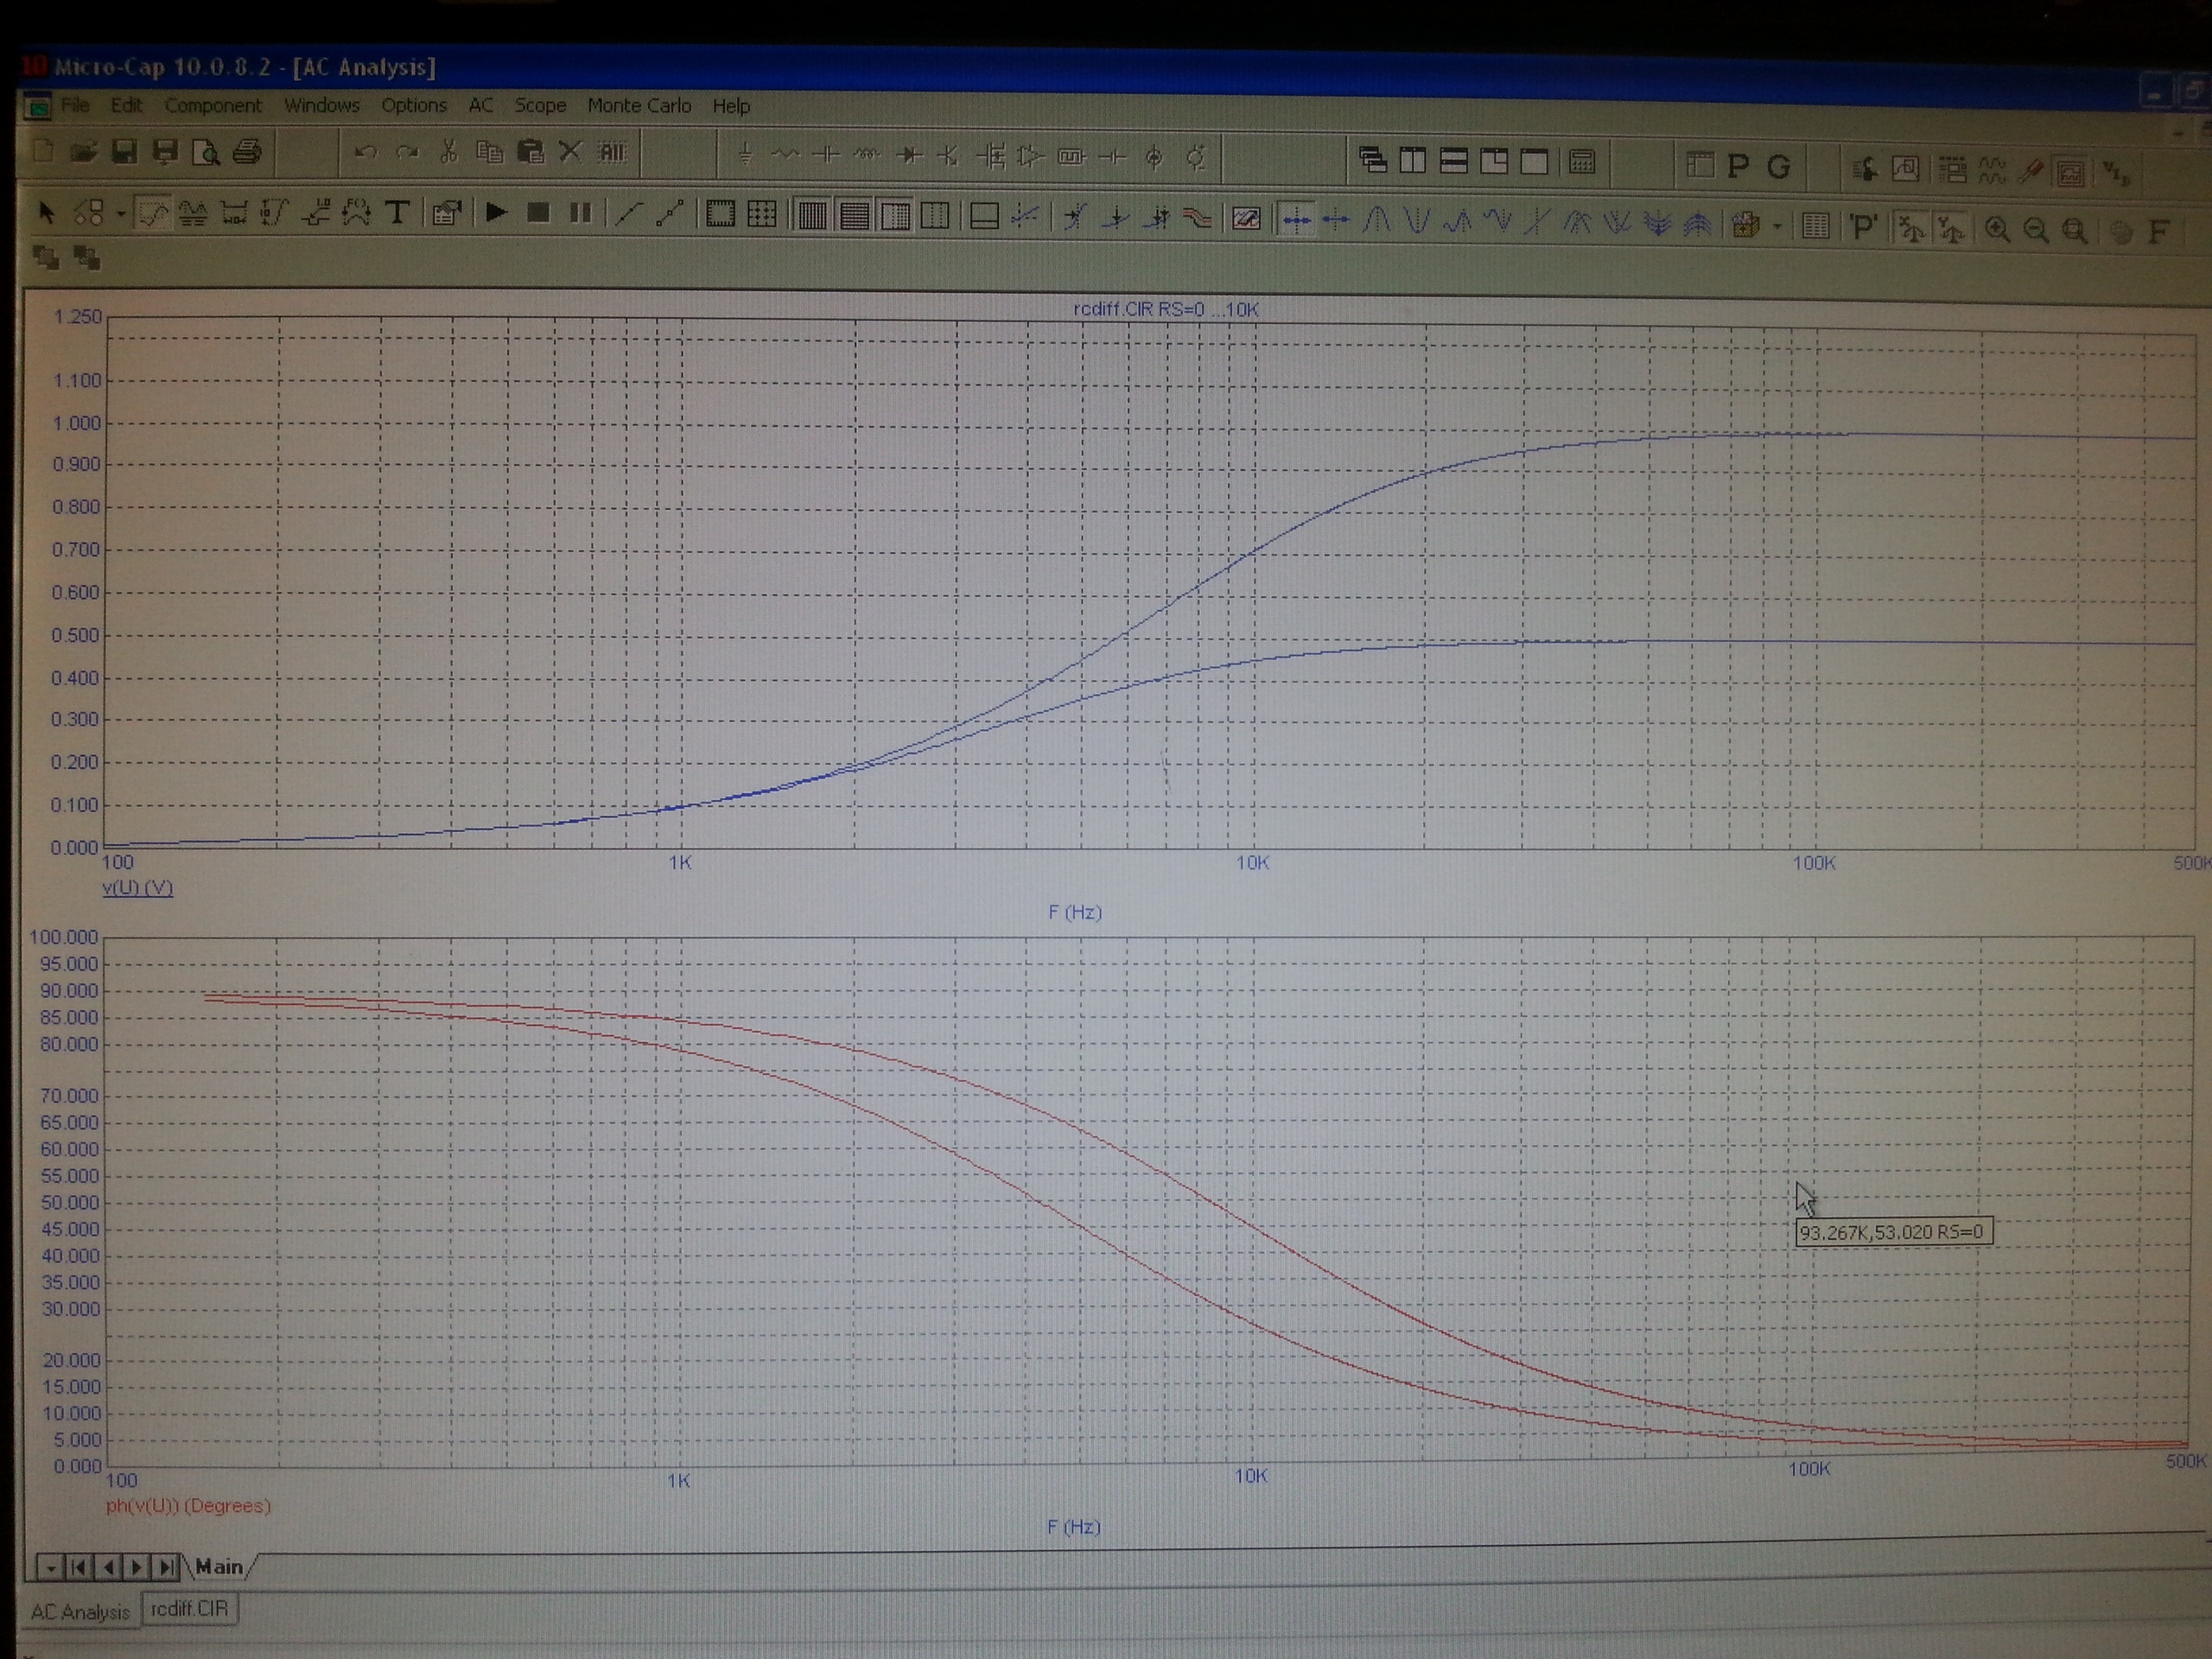 10 Micro-Cap 10.0.8.2 - [AC Analysis]
File Edit Component Windows Options AC Scope Monte Carlo Help
All P G
T 'P' F
rcdiff.CIR RS=0 ...10K
1.250
1.100
1.000
0.900
0.800
0.700
0.600
0.500
0.400
0.300
0.200
0.100
0.000
100 1K 10K 100K 500K
v(U) (V)
F (Hz)
100.000
95.000
90.000
85.000
80.000
70.000
65.000
60.000
55.000
50.000
45.000
93.267K,53.020 RS=0
40.000
35.000
30.000
20.000
15.000
10.000
5.000
0.000
100 1K 10K 100K 500K
ph(v(U)) (Degrees)
F (Hz)
Main
AC Analysis rcdiff.CIR